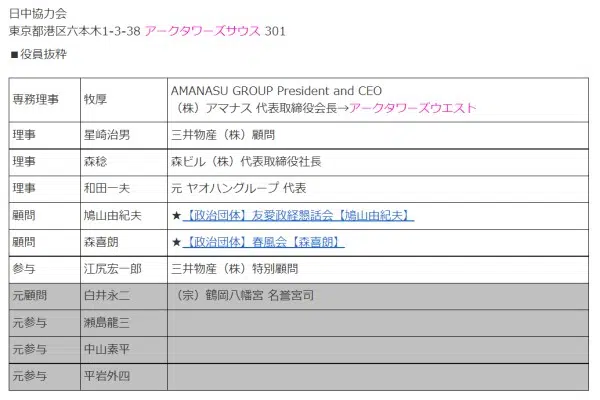 日中協力会
東京都港区六本木1-3-38 アークタワーズサウス 301
■役員抜粋
専務理事 牧厚 AMANASU GROUP President and CEO
（株）アマナス 代表取締役会長→アークタワーズウエスト
理事 星崎治男 三井物産（株）顧問
理事 森稔 森ビル（株）代表取締役社長
理事 和田一夫 元 ヤオハングループ 代表
顧問 鳩山由紀夫 ★【政治団体】友愛政経懇話会【鳩山由紀夫】
顧問 森喜朗 ★【政治団体】春風会【森喜朗】
参与 江尻宏一郎 三井物産（株）特別顧問
元顧問 白井永二 （宗）鶴岡八幡宮 名誉宮司
元参与 瀬島龍三
元参与 中山素平
元参与 平岩外四